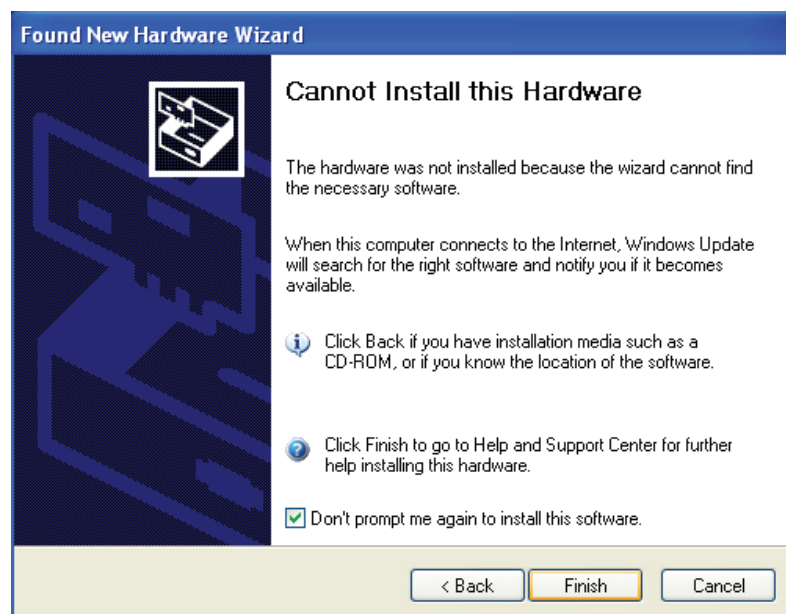 Found New Hardware Wizard
Cannot Install this Hardware
The hardware was not installed because the wizard cannot find
the necessary software.
When this computer connects to the Internet, Windows Update
will search for the right software and notify you if it becomes
available.
Click Back if you have installation media such as a
CD-ROM, or if you know the location of the software.
Click Finish to go to Help and Support Center for further
help installing this hardware.
Don't prompt me again to install this software.
< Back Finish Cancel